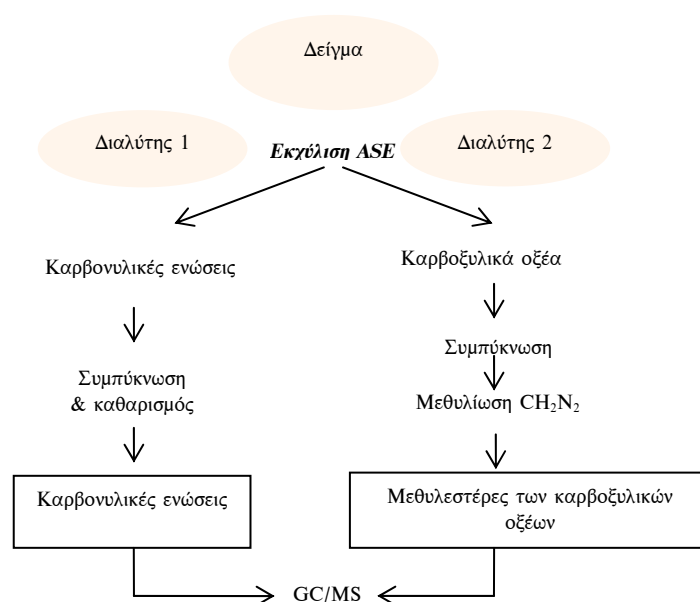 Δείγμα
Διαλύτης 1
Εκχύλιση ASE
Διαλύτης 2
Καρβονυλικές ενώσεις
Καρβοξυλικά οξέα
Συμπύκνωση
& καθαρισμός
Συμπύκνωση
Μεθυλίωση CH₂N₂
Καρβονυλικές ενώσεις
Μεθυλεστέρες των καρβοξυλικών
οξέων
GC/MS